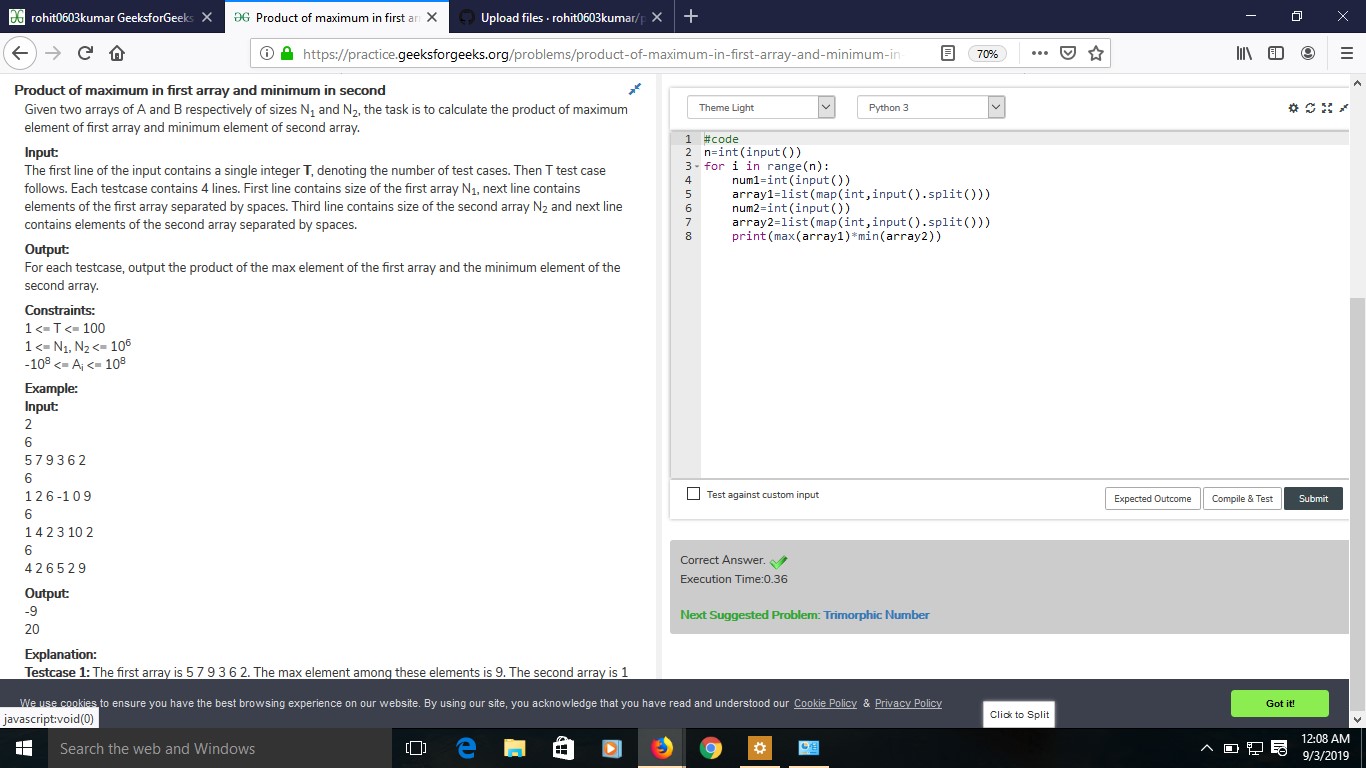 rohit0603kumar GeeksforGeeks
Product of maximum in first ar
Upload files · rohit0603kumar/p
https://practice.geeksforgeeks.org/problems/product-of-maximum-in-first-array-and-minimum-in
70%
Product of maximum in first array and minimum in second
Given two arrays of A and B respectively of sizes N₁ and N₂, the task is to calculate the product of maximum
element of first array and minimum element of second array.
Input:
The first line of the input contains a single integer T, denoting the number of test cases. Then T test case
follows. Each testcase contains 4 lines. First line contains size of the first array N₁, next line contains
elements of the first array separated by spaces. Third line contains size of the second array N₂ and next line
contains elements of the second array separated by spaces.
Output:
For each testcase, output the product of the max element of the first array and the minimum element of the
second array.
Constraints:
1 <= T <= 100
1 <= N₁, N₂ <= 10⁶
-10⁸ <= Aᵢ <= 10⁸
Example:
Input:
2
6
5 7 9 3 6 2
6
1 2 6 -1 0 9
6
1 4 2 3 10 2
6
4 2 6 5 2 9
Output:
-9
20
Explanation:
Testcase 1: The first array is 5 7 9 3 6 2. The max element among these elements is 9. The second array is 1
Theme Light
Python 3
1 #code
2 n=int(input())
3 for i in range(n):
4     num1=int(input())
5     array1=list(map(int,input().split()))
6     num2=int(input())
7     array2=list(map(int,input().split()))
8     print(max(array1)*min(array2))
Test against custom input
Expected Outcome
Compile & Test
Submit
Correct Answer.
Execution Time:0.36
Next Suggested Problem: Trimorphic Number
We use cookies to ensure you have the best browsing experience on our website. By using our site, you acknowledge that you have read and understood our Cookie Policy & Privacy Policy
Got it!
javascript:void(0)
Click to Split
Search the web and Windows
12:08 AM
9/3/2019